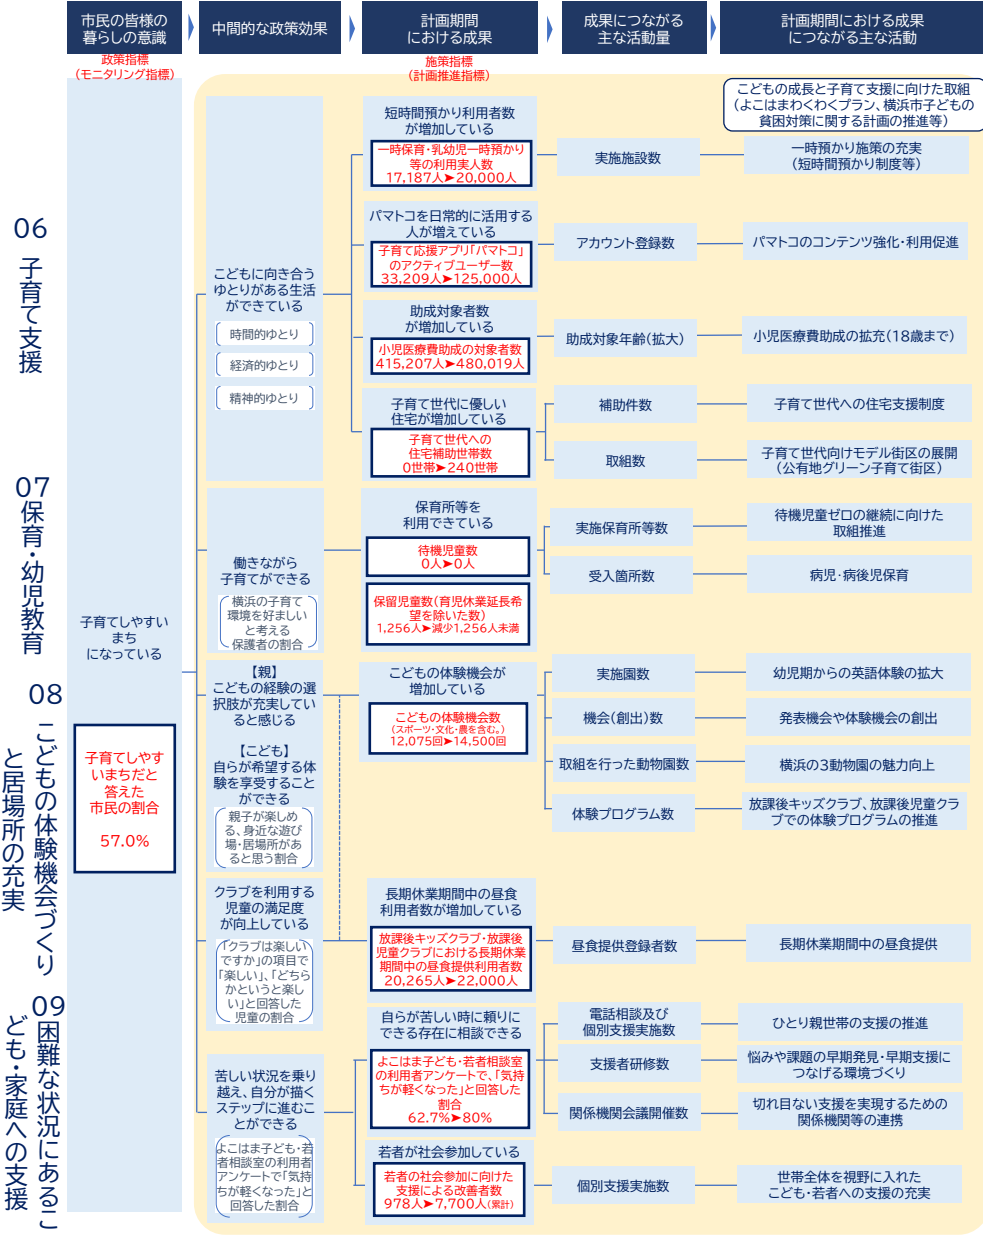 市民の皆様の
暮らしの意識
中間的な政策効果
計画期間
における成果
成果につながる
主な活動量
計画期間における成果
につながる主な活動
政策指標
（モニタリング指標）
施策指標
（計画推進指標）
こどもの成長と子育て支援に向けた取組
（よこはまわくわくプラン、横浜市子どもの
貧困対策に関する計画の推進等）
06
子育て支援
07
保育・幼児教育
08
こどもの体験機会づくり
と居場所の充実
09
困難な状況にあるこ
ども・家庭への支援
子育てしやすい
まち
になっている
子育てしやす
いまちだと
答えた
市民の割合
57.0%
こどもに向き合う
ゆとりがある生活
ができている
時間的ゆとり
経済的ゆとり
精神的ゆとり
短時間預かり利用者数
が増加している
一時保育・乳幼児一時預かり
等の利用実人数
17,187人➤20,000人
実施施設数
一時預かり施策の充実
（短時間預かり制度等）
パマトコを日常的に活用する
人が増えている
子育て応援アプリ「パマトコ」
のアクティブユーザー数
33,209人➤125,000人
アカウント登録数
パマトコのコンテンツ強化・利用促進
助成対象者数
が増加している
小児医療費助成の対象者数
415,207人➤480,019人
助成対象年齢（拡大）
小児医療費助成の拡充（18歳まで）
子育て世代に優しい
住宅が増加している
子育て世代への
住宅補助世帯数
0世帯➤240世帯
補助件数
子育て世代への住宅支援制度
取組数
子育て世代向けモデル街区の展開
（公有地グリーン子育て街区）
働きながら
子育てができる
横浜の子育て
環境を好ましい
と考える
保護者の割合
保育所等を
利用できている
待機児童数
0人➤0人
保留児童数（育児休業延長希
望を除いた数）
1,256人➤減少1,256人未満
実施保育所等数
待機児童ゼロの継続に向けた
取組推進
受入箇所数
病児・病後児保育
【親】
こどもの経験の選
択肢が充実してい
ると感じる
【こども】
自らが希望する体
験を享受すること
ができる
親子が楽しめ
る、身近な遊び
場・居場所があ
ると思う割合
こどもの体験機会が
増加している
こどもの体験機会数
（スポーツ・文化・農を含む。）
12,075回➤14,500回
実施園数
幼児期からの英語体験の拡大
機会（創出）数
発表機会や体験機会の創出
取組を行った動物園数
横浜の3動物園の魅力向上
体験プログラム数
放課後キッズクラブ、放課後児童クラ
ブでの体験プログラムの推進
クラブを利用する
児童の満足度
が向上している
「クラブは楽しい
ですか」の項目で
「楽しい」、「どちら
かというと楽し
い」と回答した
児童の割合
長期休業期間中の昼食
利用者数が増加している
放課後キッズクラブ・放課後
児童クラブにおける長期休業
期間中の昼食提供利用者数
20,265人➤22,000人
昼食提供登録者数
長期休業期間中の昼食提供
苦しい状況を乗り
越え、自分が描く
ステップに進むこ
とができる
よこはま子ども・若
者相談室の利用者
アンケートで「気持
ちが軽くなった」と
回答した割合
自らが苦しい時に頼りに
できる存在に相談できる
よこはま子ども・若者相談室
の利用者アンケートで、「気持
ちが軽くなった」と回答した
割合
62.7%➤80%
電話相談及び
個別支援実施数
ひとり親世帯の支援の推進
支援者研修数
悩みや課題の早期発見・早期支援に
つなげる環境づくり
関係機関会議開催数
切れ目ない支援を実現するための
関係機関等の連携
若者が社会参加している
若者の社会参加に向けた
支援による改善者数
978人➤7,700人（累計）
個別支援実施数
世帯全体を視野に入れた
こども・若者への支援の充実